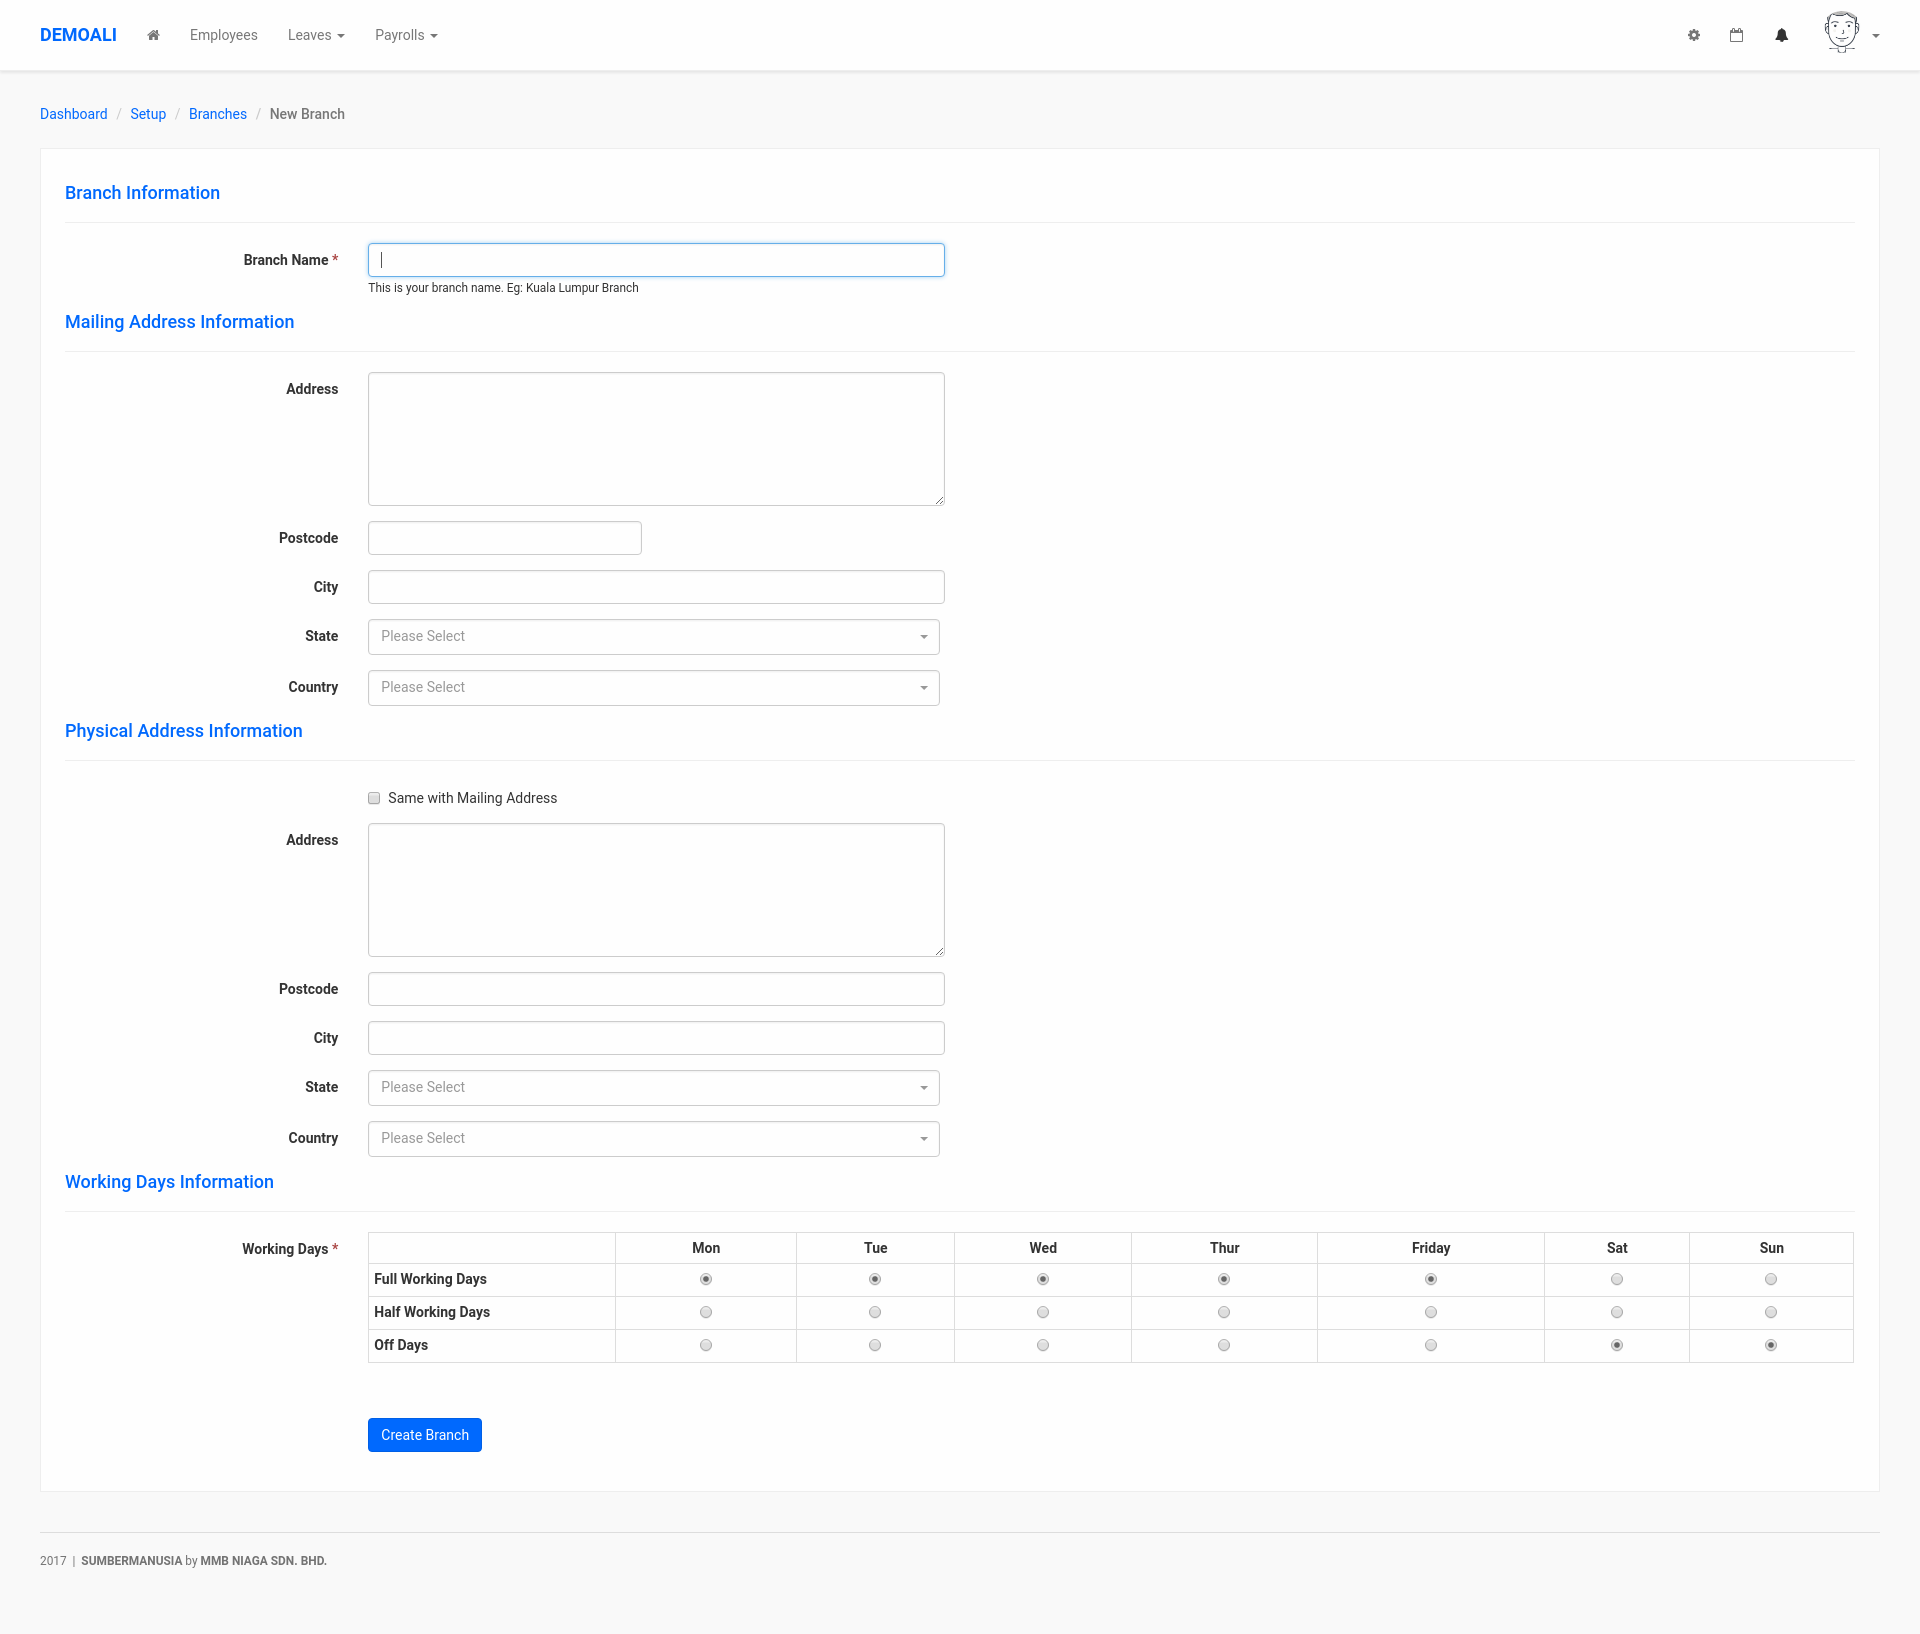 DEMOALI Employees Leaves Payrolls
Dashboard / Setup / Branches / New Branch
Branch Information
Branch Name *
This is your branch name. Eg: Kuala Lumpur Branch
Mailing Address Information
Address
Postcode
City
State Please Select
Country Please Select
Physical Address Information
Same with Mailing Address
Address
Postcode
City
State Please Select
Country Please Select
Working Days Information
Working Days * Mon Tue Wed Thur Friday Sat Sun
Full Working Days
Half Working Days
Off Days
Create Branch
2017 | SUMBERMANUSIA by MMB NIAGA SDN. BHD.